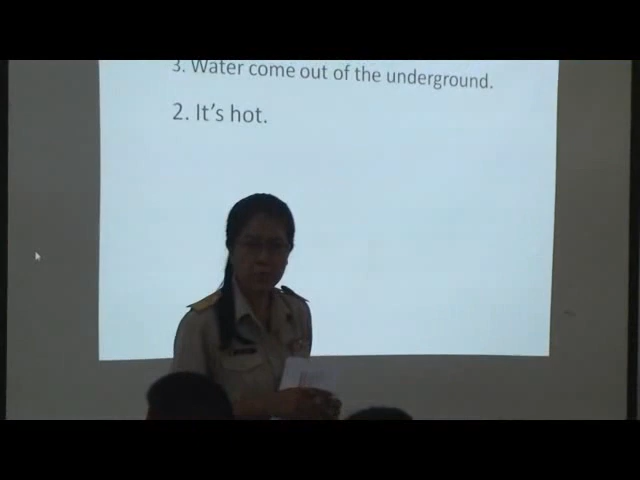 3. Water come out of the underground.
2. It's hot.